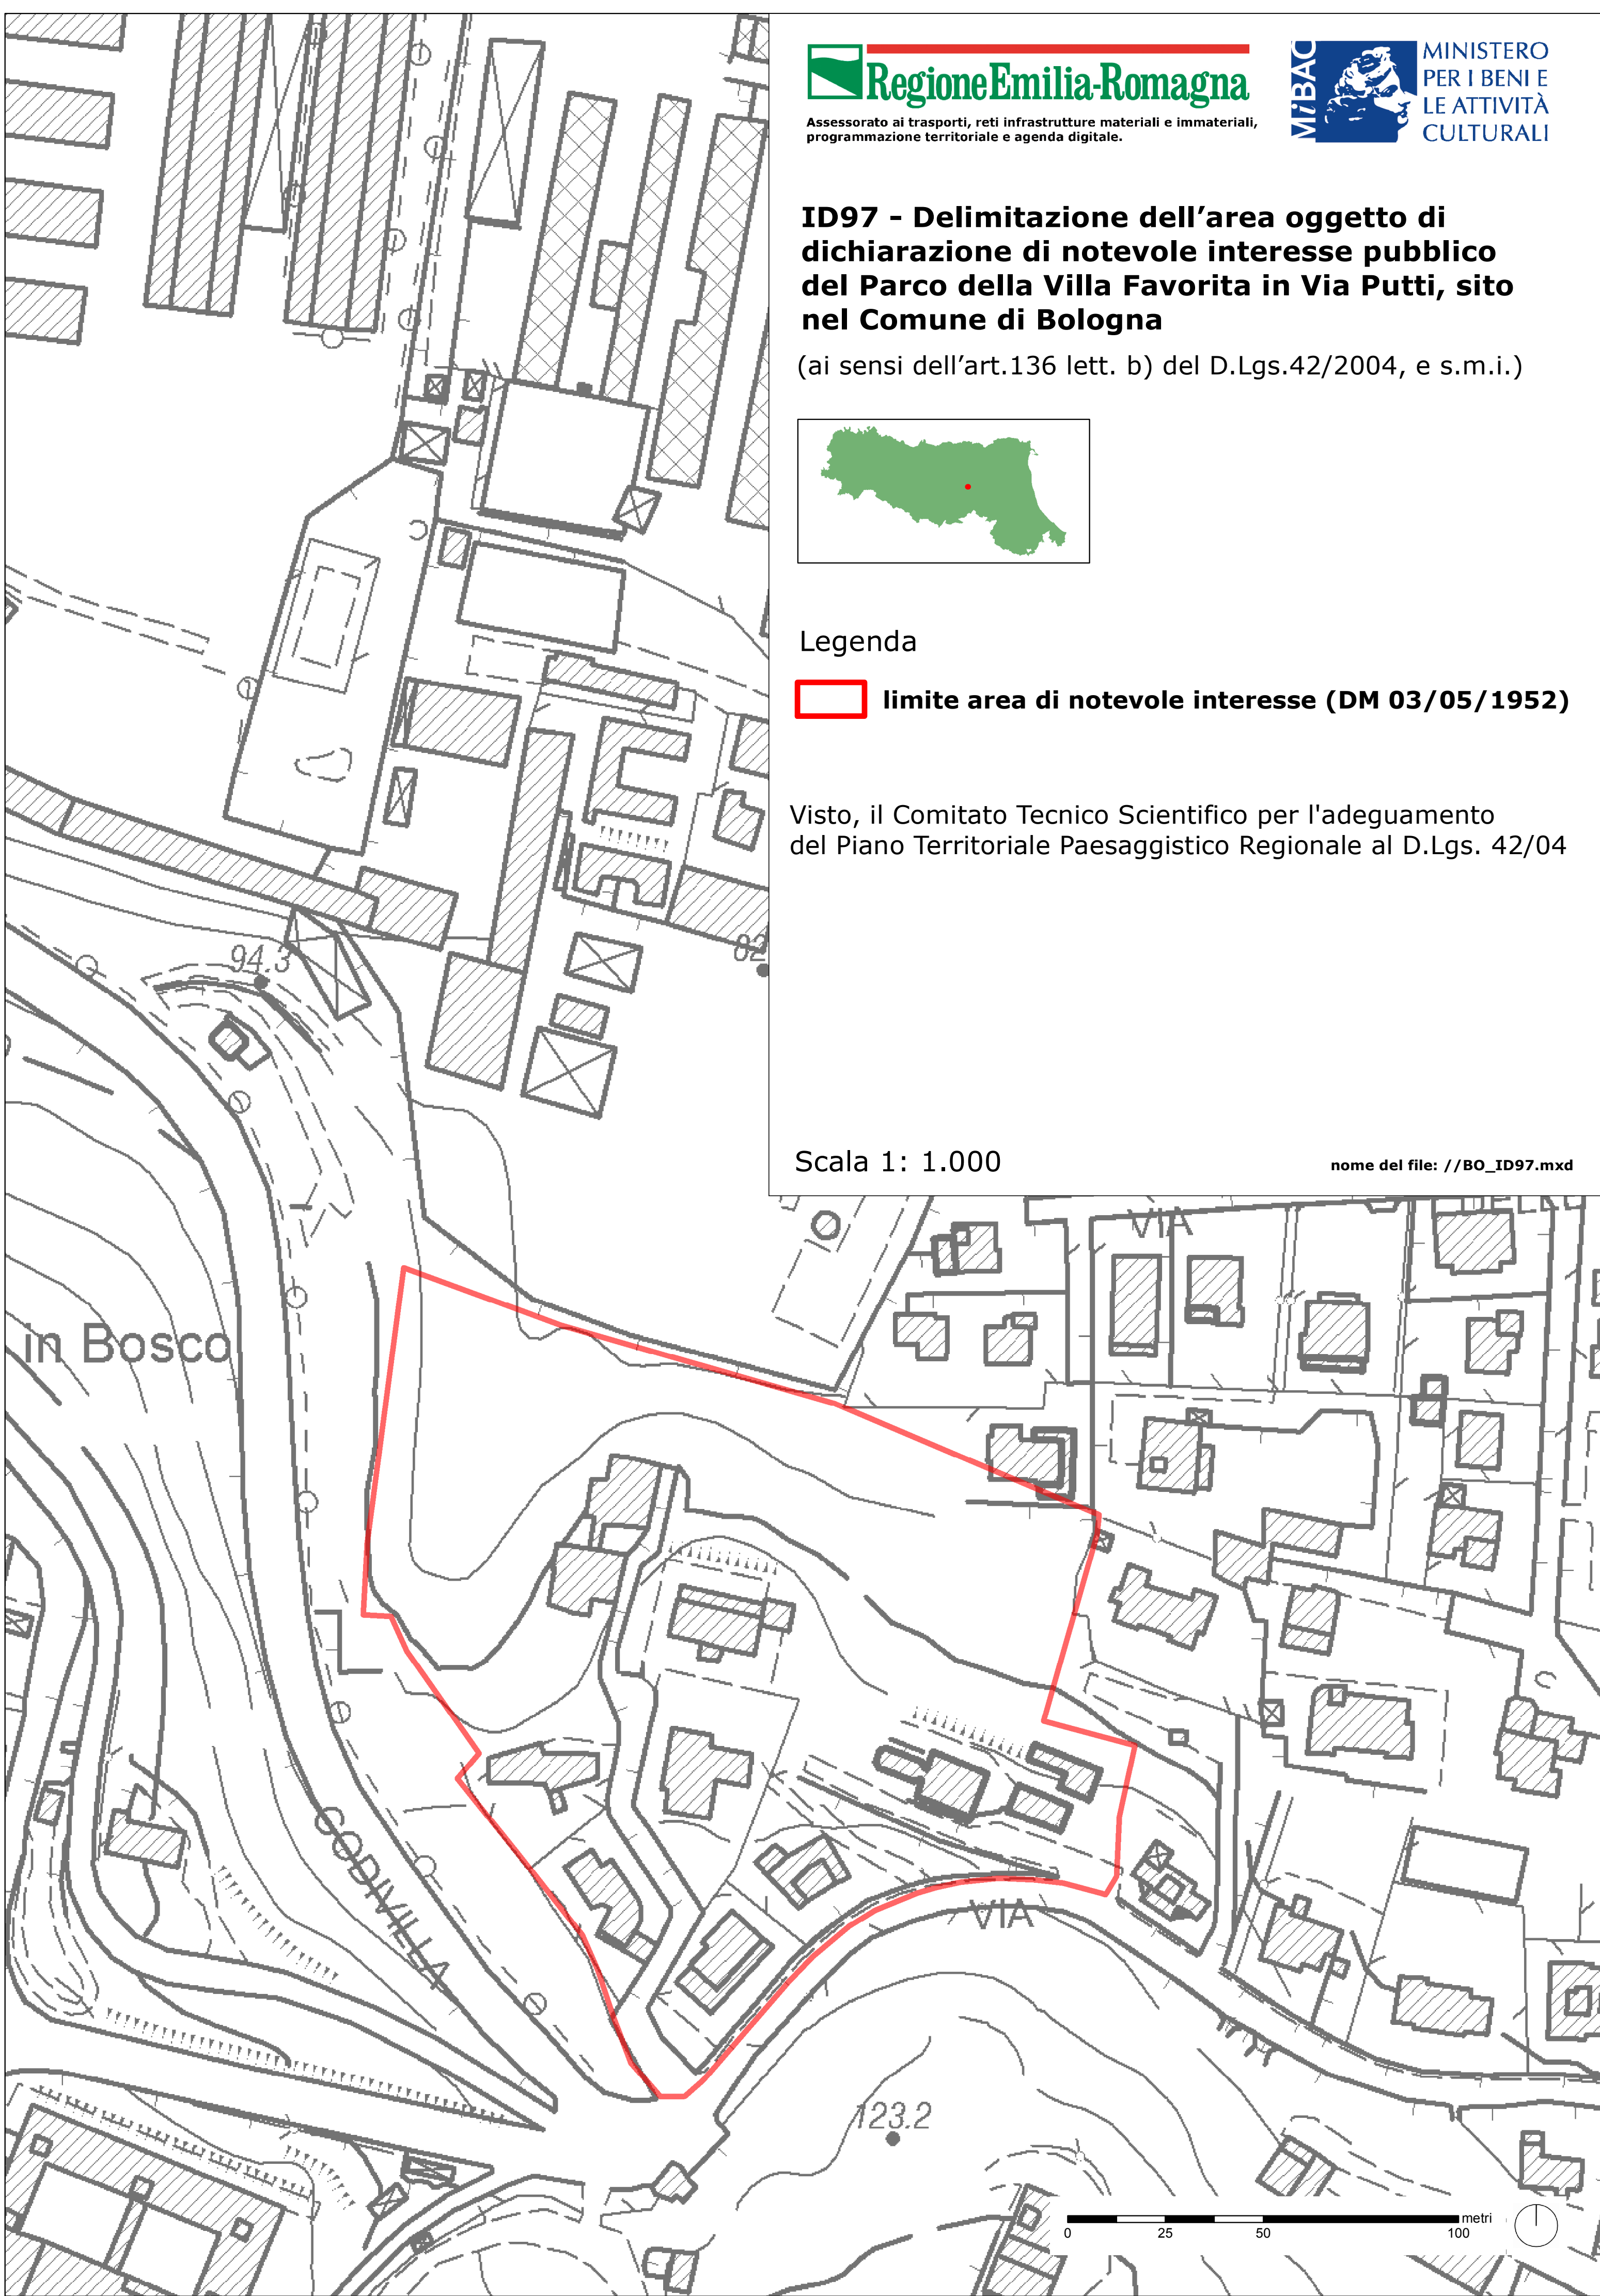 RegioneEmilia-Romagna
Assessorato ai trasporti, reti infrastrutture materiali e immateriali,
programmazione territoriale e agenda digitale.
MiBAC
MINISTERO
PER I BENI E
LE ATTIVITÀ
CULTURALI
ID97 - Delimitazione dell’area oggetto di
dichiarazione di notevole interesse pubblico
del Parco della Villa Favorita in Via Putti, sito
nel Comune di Bologna
(ai sensi dell’art.136 lett. b) del D.Lgs.42/2004, e s.m.i.)
Legenda
limite area di notevole interesse (DM 03/05/1952)
Visto, il Comitato Tecnico Scientifico per l'adeguamento
del Piano Territoriale Paesaggistico Regionale al D.Lgs. 42/04
Scala 1: 1.000
nome del file: //BO_ID97.mxd
94.3
82
VIA
in Bosco
CODIVILLA
VIA
123.2
metri
0 25 50 100